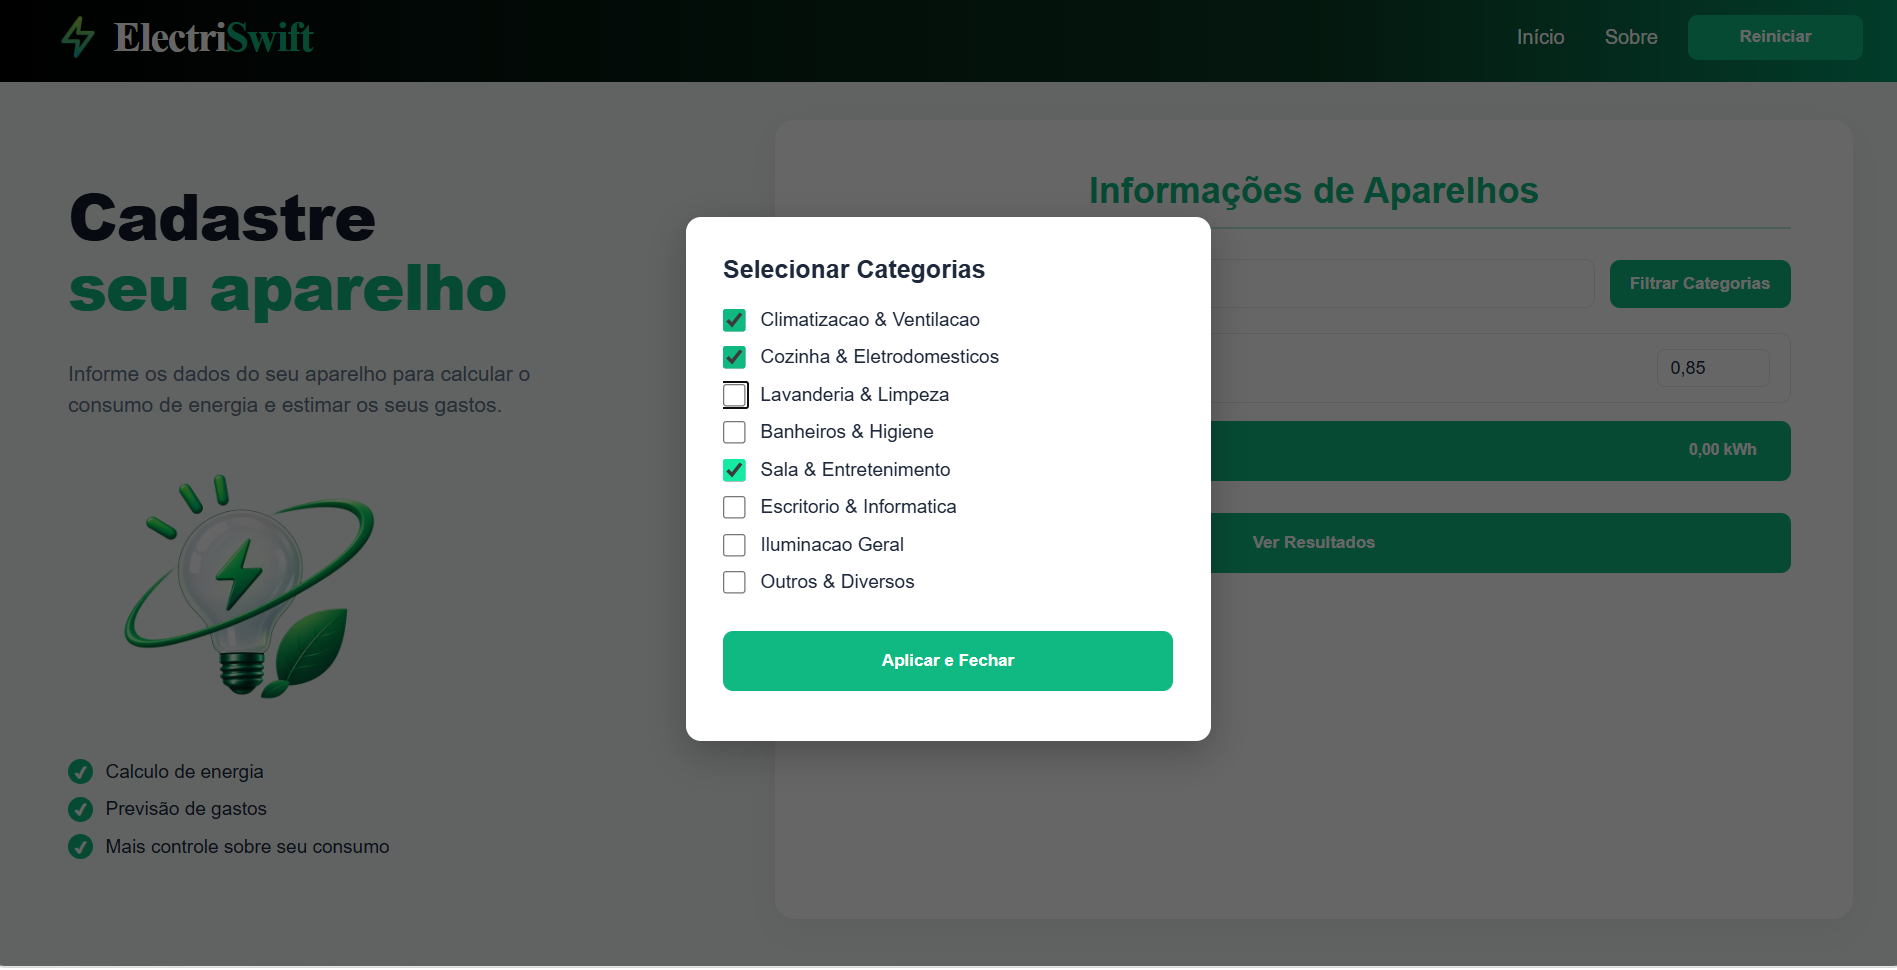 ElectriSwift
Início
Sobre
Reiniciar
Cadastre
seu aparelho
Informe os dados do seu aparelho para calcular o
consumo de energia e estimar os seus gastos.
Calculo de energia
Previsão de gastos
Mais controle sobre seu consumo
Informações de Aparelhos
Filtrar Categorias
0,85
0,00 kWh
Ver Resultados
Selecionar Categorias
Climatizacao & Ventilacao
Cozinha & Eletrodomesticos
Lavanderia & Limpeza
Banheiros & Higiene
Sala & Entretenimento
Escritorio & Informatica
Iluminacao Geral
Outros & Diversos
Aplicar e Fechar